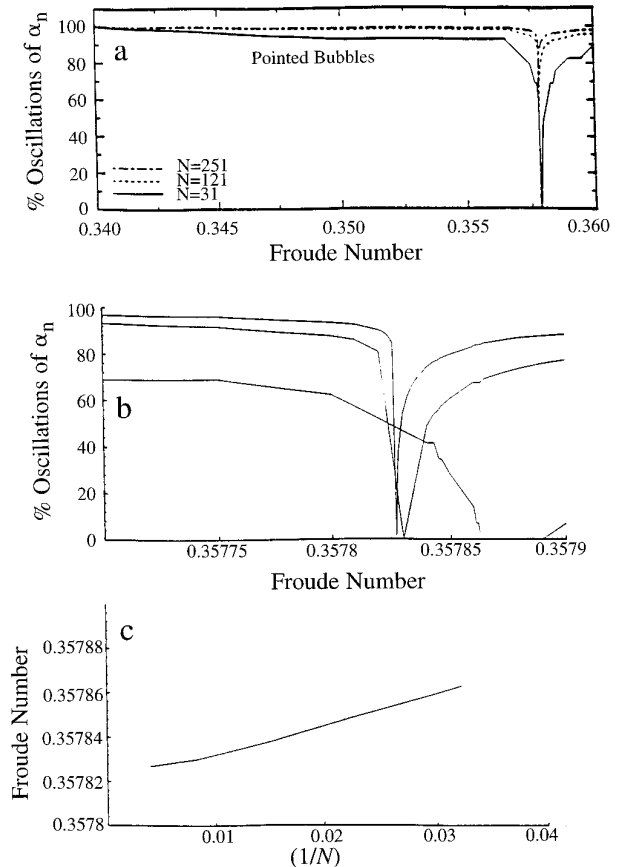 a
% Oscillations of αn
100
80
60
40
20
0
Pointed Bubbles
N=251
N=121
N=31
0.340
0.345
0.350
0.355
0.360
Froude Number
b
% Oscillations of αn
100
80
60
40
20
0
0.35775
0.3578
0.35785
0.3579
Froude Number
c
Froude Number
0.35788
0.35786
0.35784
0.35782
0.3578
0.01
0.02
0.03
0.04
(1/N)